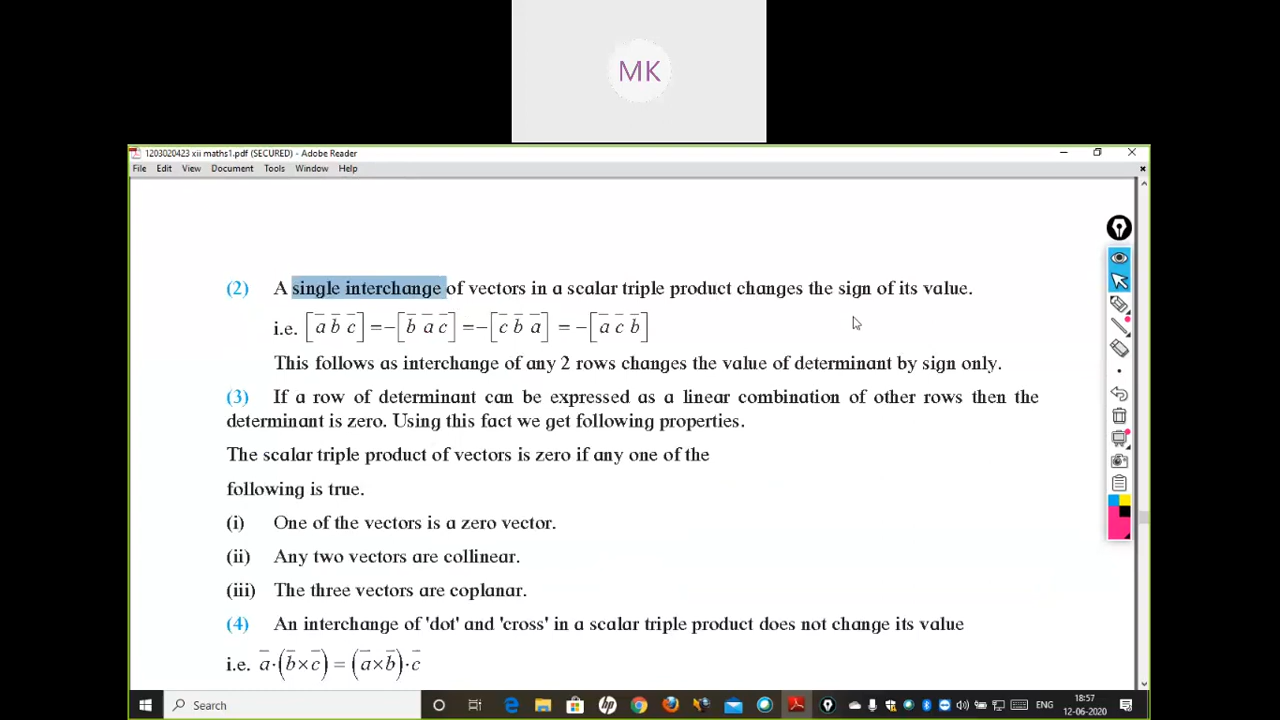 MK
1203020423 xii maths1.pdf (SECURED) - Adobe Reader
File Edit View Document Tools Window Help
(2) A single interchange of vectors in a scalar triple product changes the sign of its value.
i.e. [a̅ b̅ c̅] = −[b̅ a̅ c̅] = −[c̅ b̅ a̅] = −[a̅ c̅ b̅]
This follows as interchange of any 2 rows changes the value of determinant by sign only.
(3) If a row of determinant can be expressed as a linear combination of other rows then the
determinant is zero. Using this fact we get following properties.
The scalar triple product of vectors is zero if any one of the
following is true.
(i) One of the vectors is a zero vector.
(ii) Any two vectors are collinear.
(iii) The three vectors are coplanar.
(4) An interchange of 'dot' and 'cross' in a scalar triple product does not change its value
i.e. a̅·(b̅×c̅) = (a̅×b̅)·c̅
Search
hp
ENG
18:57
12-06-2020